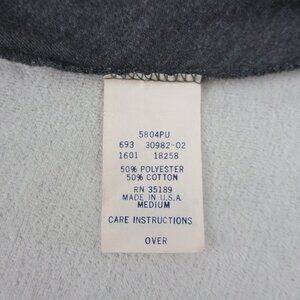 5804PU
693 30982-02
1601 18258
50% POLYESTER
50% COTTON
RN 35189
MADE IN U.S.A.
MEDIUM
CARE INSTRUCTIONS
OVER